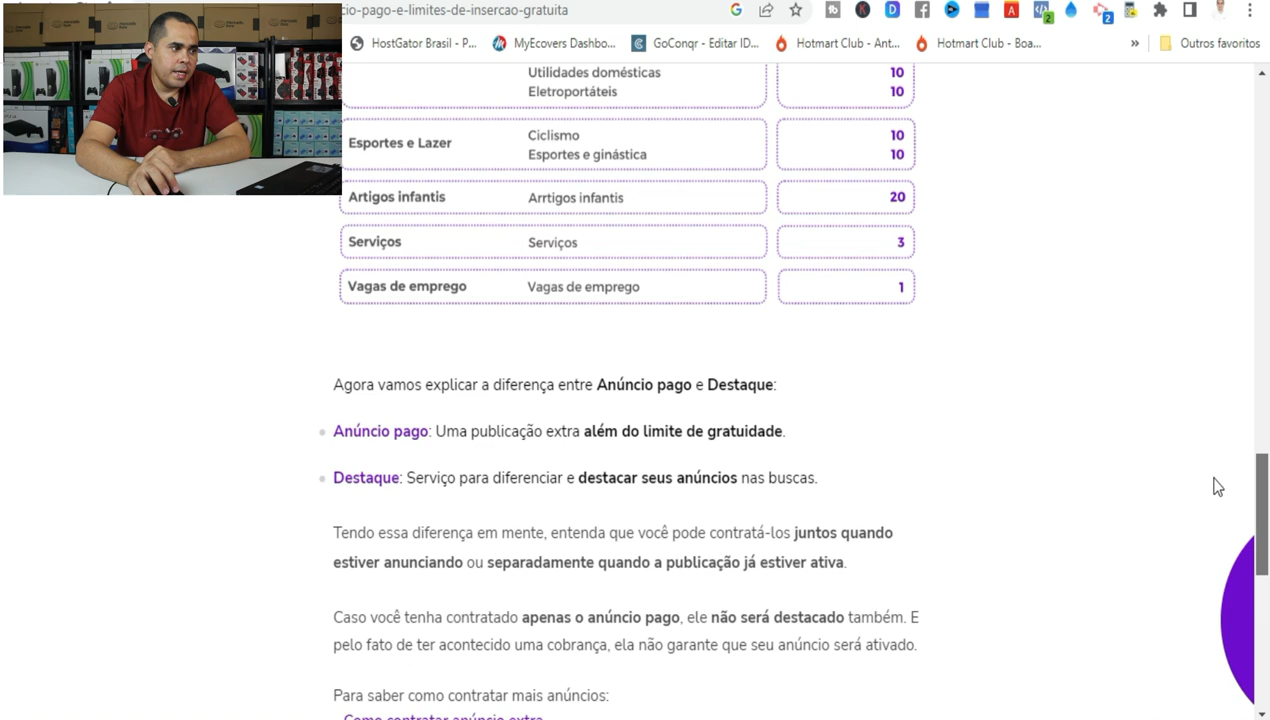 cio-pago-e-limites-de-insercao-gratuita
HostGator Brasil - P...
MyEcovers Dashbo...
GoConqr - Editar ID...
Hotmart Club - Ant...
Hotmart Club - Boa...
»
Outros favoritos
Utilidades domésticas 10
Eletroportáteis 10
Esportes e Lazer
Ciclismo 10
Esportes e ginástica 10
Artigos infantis Arrtigos infantis 20
Serviços Serviços 3
Vagas de emprego Vagas de emprego 1
Agora vamos explicar a diferença entre Anúncio pago e Destaque:
Anúncio pago: Uma publicação extra além do limite de gratuidade.
Destaque: Serviço para diferenciar e destacar seus anúncios nas buscas.
Tendo essa diferença em mente, entenda que você pode contratá-los juntos quando
estiver anunciando ou separadamente quando a publicação já estiver ativa.
Caso você tenha contratado apenas o anúncio pago, ele não será destacado também. E
pelo fato de ter acontecido uma cobrança, ela não garante que seu anúncio será ativado.
Para saber como contratar mais anúncios:
Como contratar anúncio extra